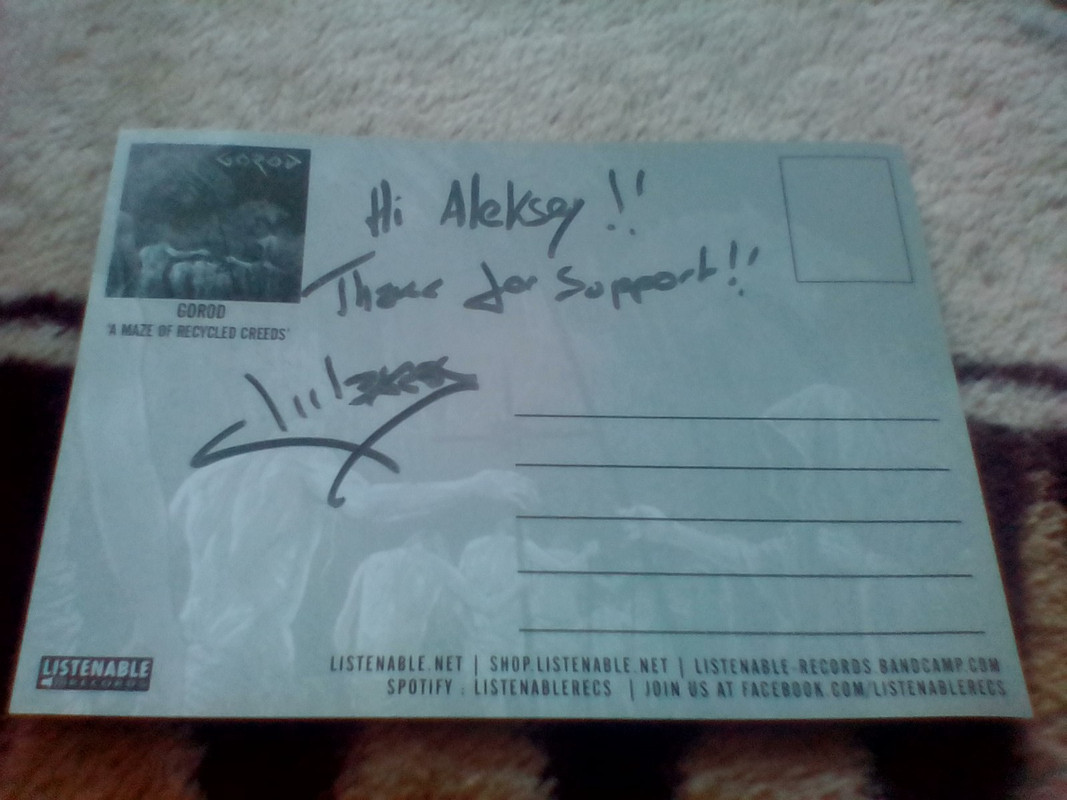 GOROD
Hi Aleksey!!
Thanx for Support!!
GOROD
'A MAZE OF RECYCLED CREEDS'
LISTENABLE
RECORDS
LISTENABLE.NET | SHOP.LISTENABLE.NET | LISTENABLE-RECORDS.BANDCAMP.COM
SPOTIFY : LISTENABLERECS | JOIN US AT FACEBOOK.COM/LISTENABLERECS